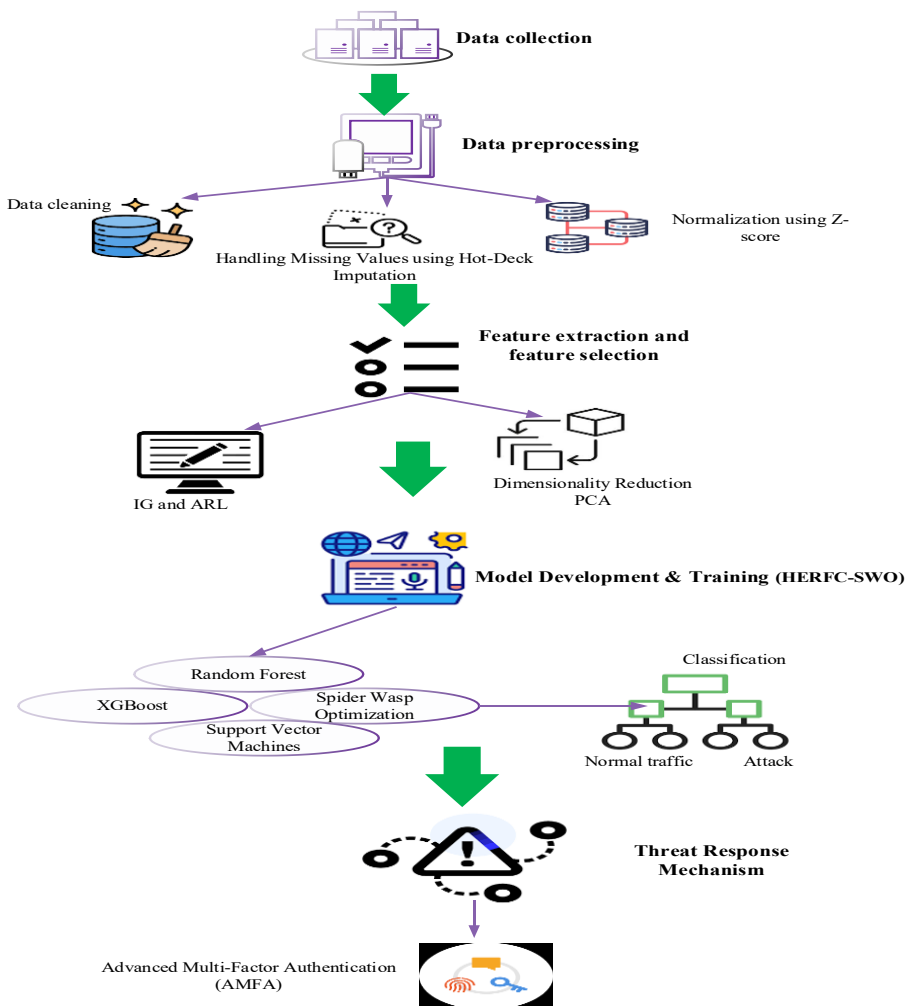 Data collection
Data preprocessing
Data cleaning
Handling Missing Values using Hot-Deck
Imputation
Normalization using Z-
score
Feature extraction and
feature selection
IG and ARL
Dimensionality Reduction
PCA
Model Development & Training (HERFC-SWO)
Random Forest
XGBoost
Spider Wasp
Optimization
Support Vector
Machines
Classification
Normal traffic
Attack
Threat Response
Mechanism
Advanced Multi-Factor Authentication
(AMFA)